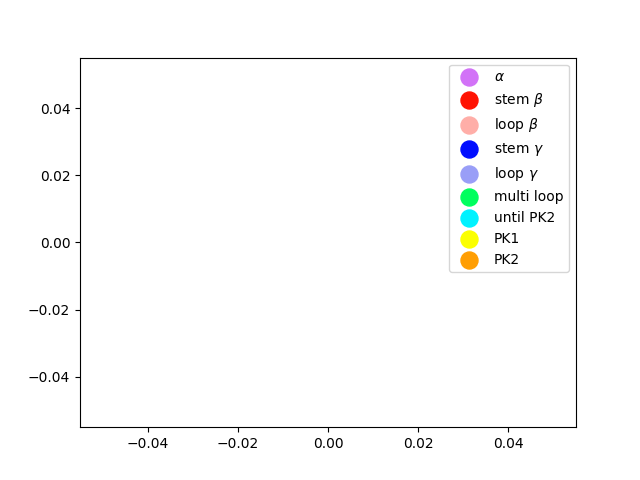 α
stem β
loop β
stem γ
loop γ
multi loop
until PK2
PK1
PK2
0.04
0.02
0.00
−0.02
−0.04
−0.04 −0.02 0.00 0.02 0.04